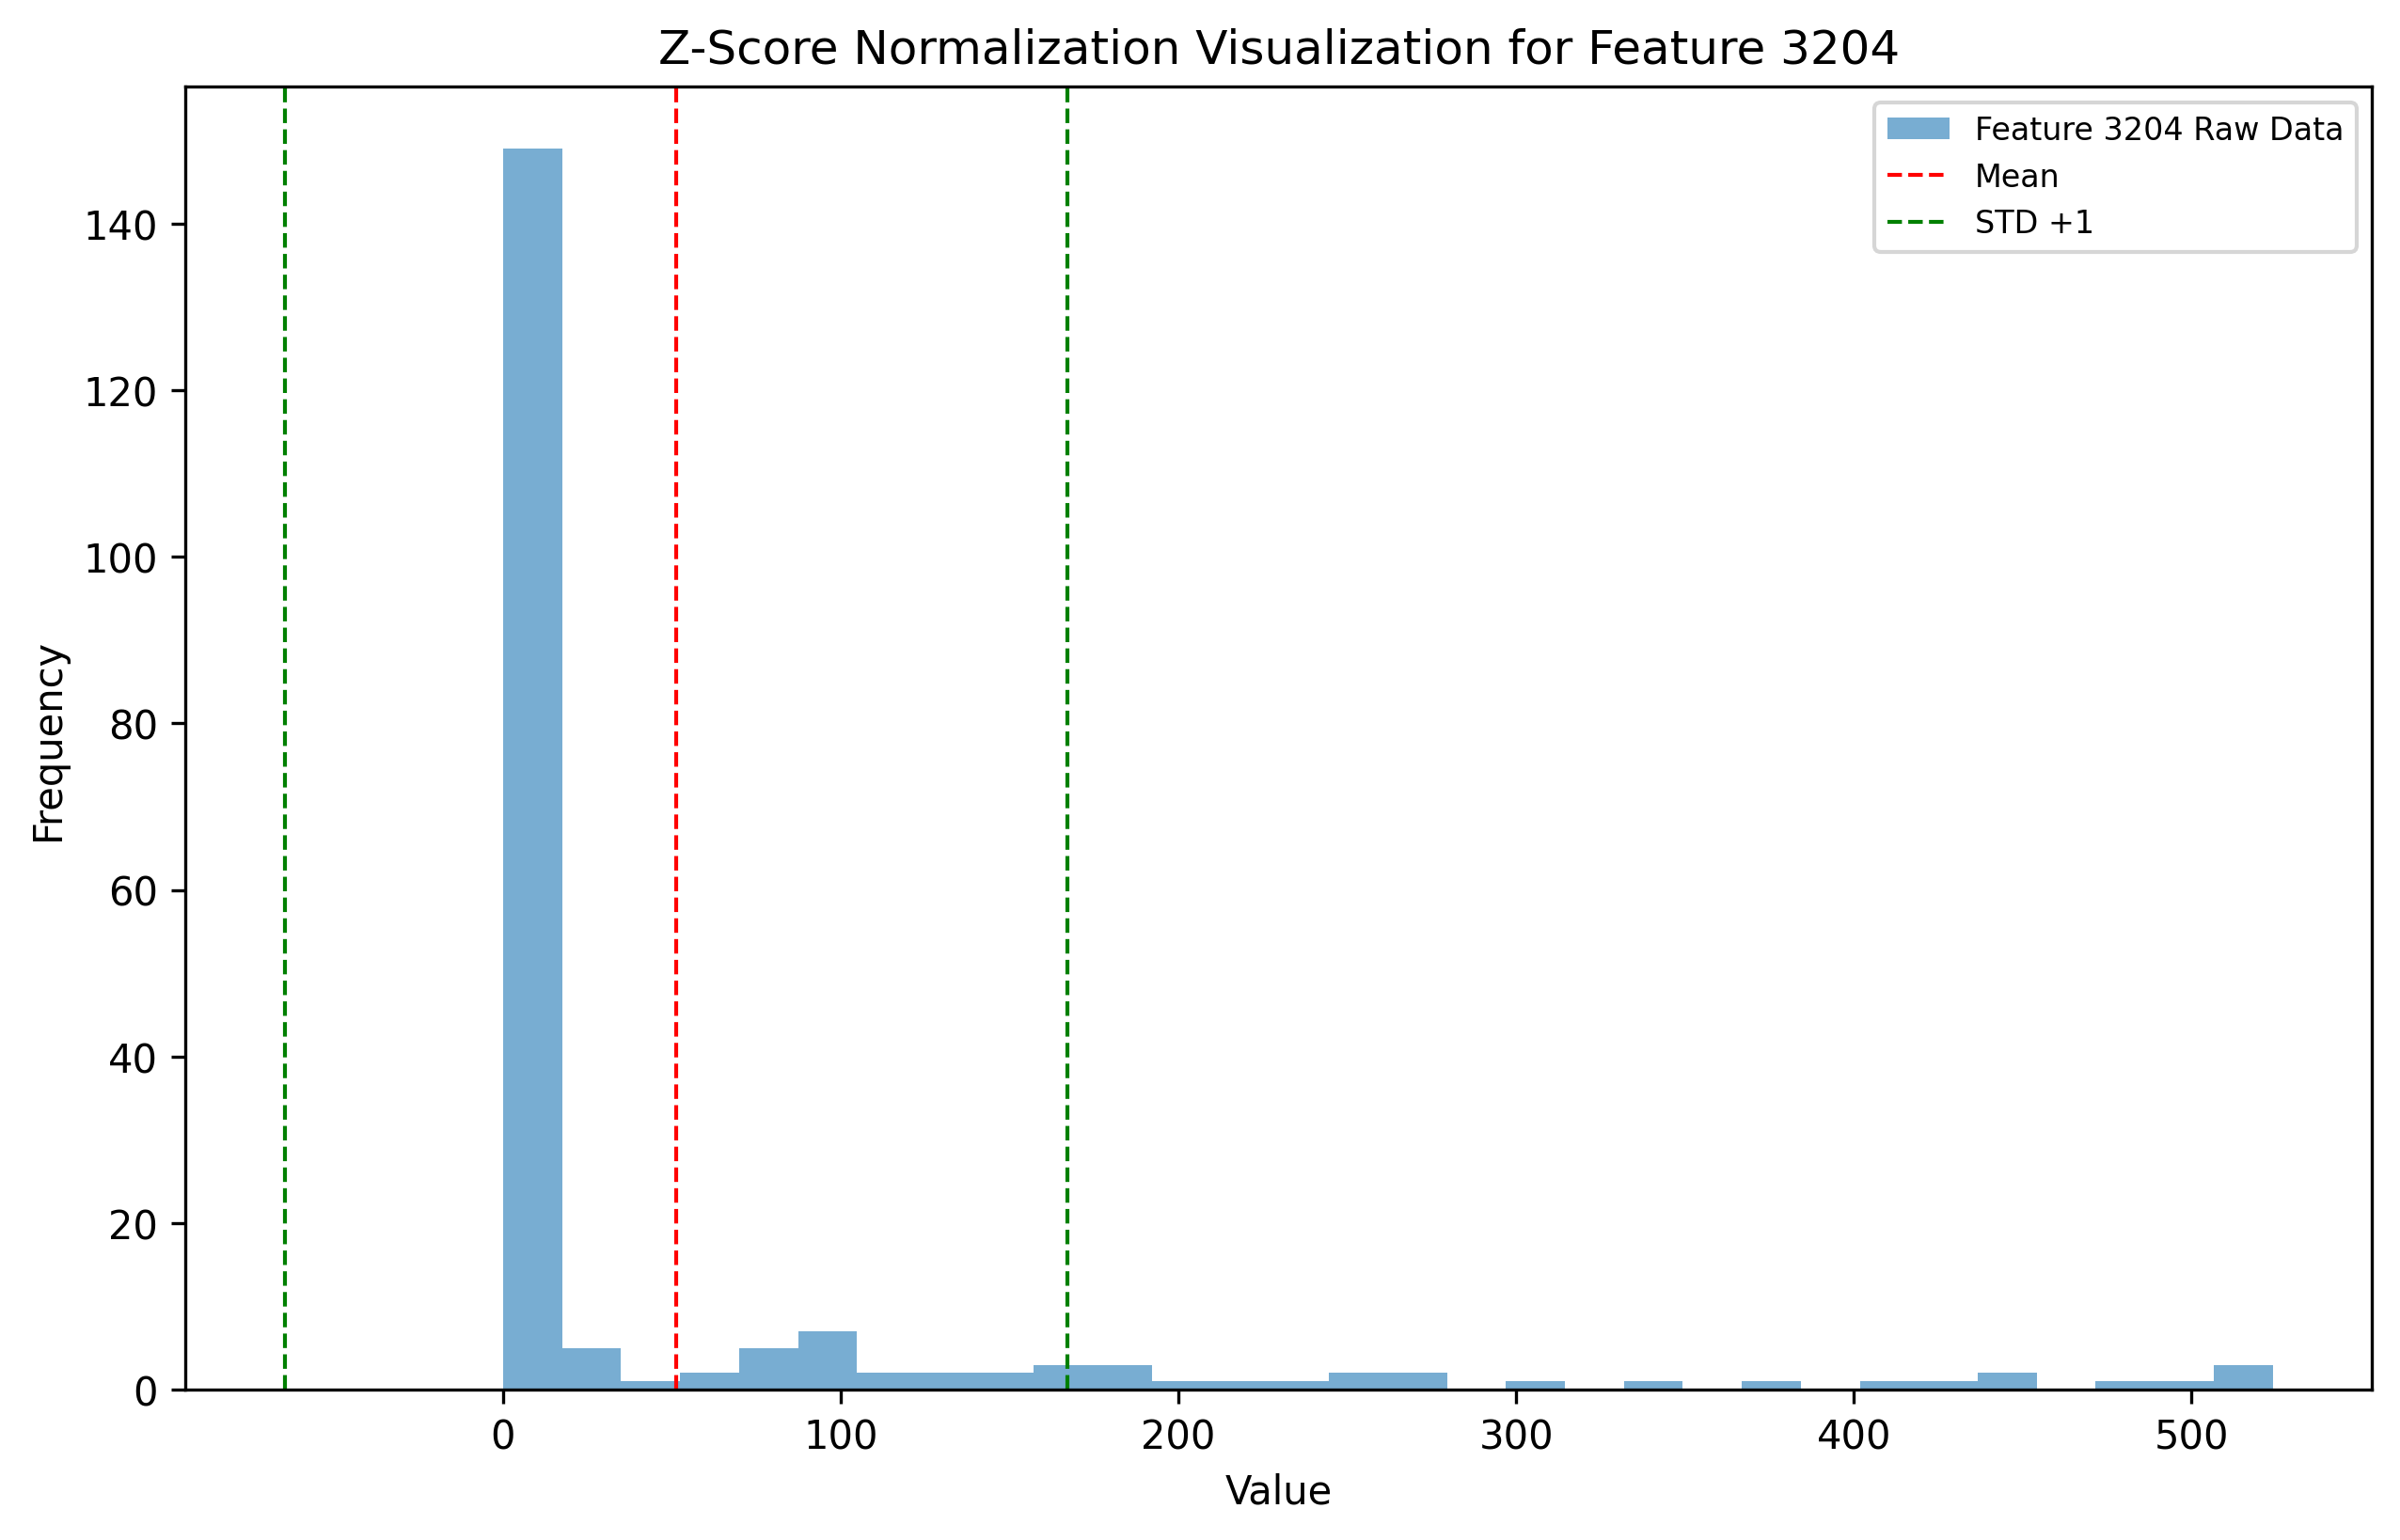 Z-Score Normalization Visualization for Feature 3204
Feature 3204 Raw Data
Mean
STD +1
Frequency
140
120
100
80
60
40
20
0
0 100 200 300 400 500
Value